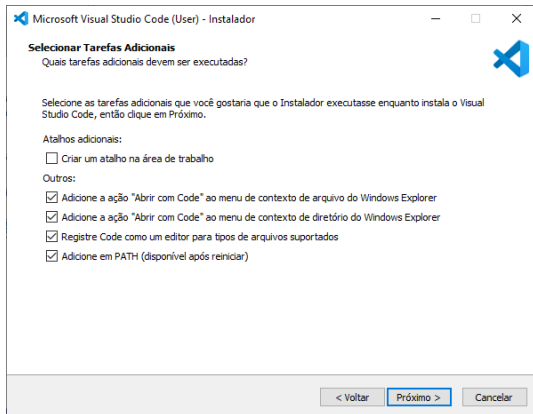 Microsoft Visual Studio Code (User) - Instalador
Selecionar Tarefas Adicionais
Quais tarefas adicionais devem ser executadas?
Selecione as tarefas adicionais que você gostaria que o Instalador executasse enquanto instala o Visual
Studio Code, então clique em Próximo.
Atalhos adicionais:
Criar um atalho na área de trabalho
Outros:
Adicione a ação "Abrir com Code" ao menu de contexto de arquivo do Windows Explorer
Adicione a ação "Abrir com Code" ao menu de contexto de diretório do Windows Explorer
Registre Code como um editor para tipos de arquivos suportados
Adicione em PATH (disponível após reiniciar)
< Voltar Próximo > Cancelar